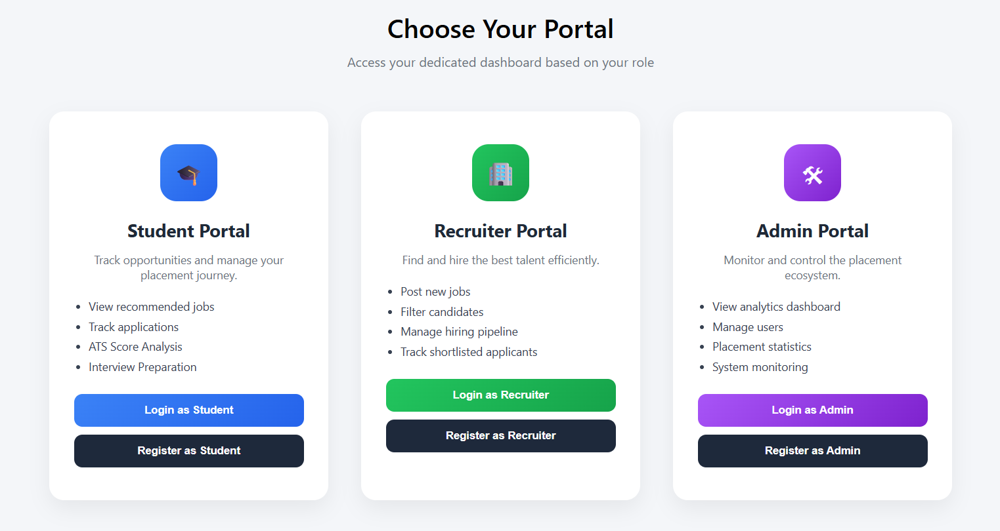 Choose Your Portal
Access your dedicated dashboard based on your role
Student Portal
Track opportunities and manage your
placement journey.
• View recommended jobs
• Track applications
• ATS Score Analysis
• Interview Preparation
Login as Student
Register as Student
Recruiter Portal
Find and hire the best talent efficiently.
• Post new jobs
• Filter candidates
• Manage hiring pipeline
• Track shortlisted applicants
Login as Recruiter
Register as Recruiter
Admin Portal
Monitor and control the placement
ecosystem.
• View analytics dashboard
• Manage users
• Placement statistics
• System monitoring
Login as Admin
Register as Admin